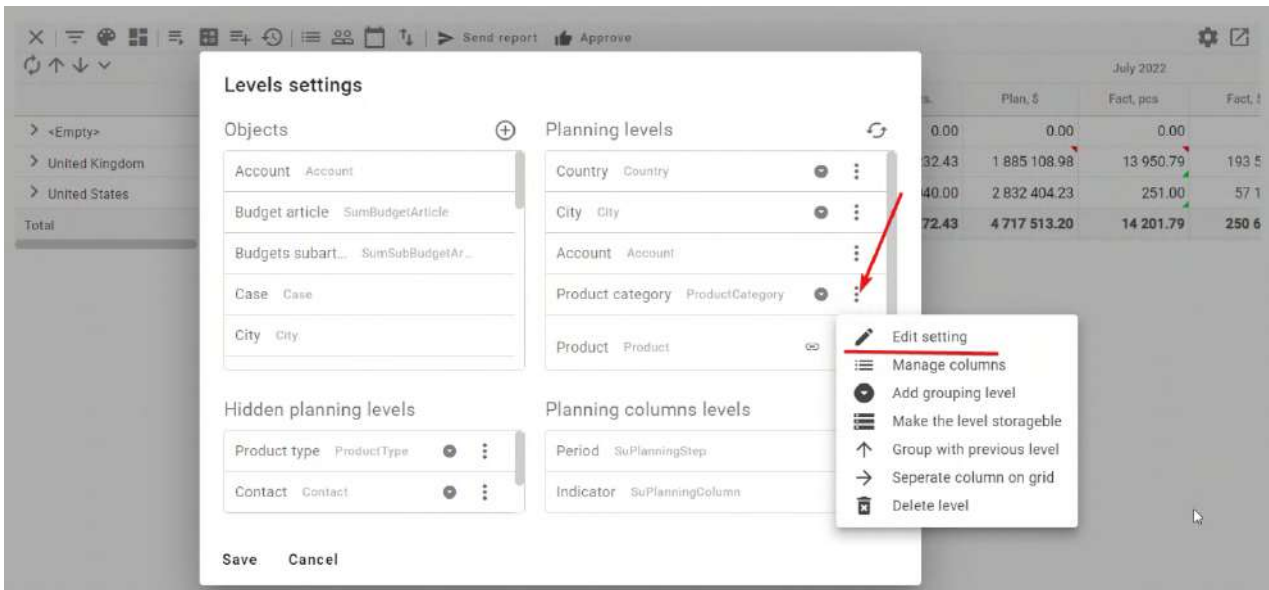 Send report Approve
July 2022
Plan, $ Fact, pcs Fact,
<Empty> 0.00 0.00 0.00
United Kingdom 32.43 1 885 108.98 13 950.79 193 5
United States 40.00 2 832 404.23 251.00 57 1
Total 72.43 4 717 513.20 14 201.79 250 6
Levels settings
Objects
Account Account
Budget article SumBudgetArticle
Budgets subart... SumSubBudgetAr...
Case Case
City City
Planning levels
Country Country
City City
Account Account
Product category ProductCategory
Product Product
Edit setting
Manage columns
Add grouping level
Make the level storageble
Group with previous level
Seperate column on grid
Delete level
Hidden planning levels
Product type ProductType
Contact Contact
Planning columns levels
Period SuPlanningStep
Indicator SuPlanningColumn
Save Cancel